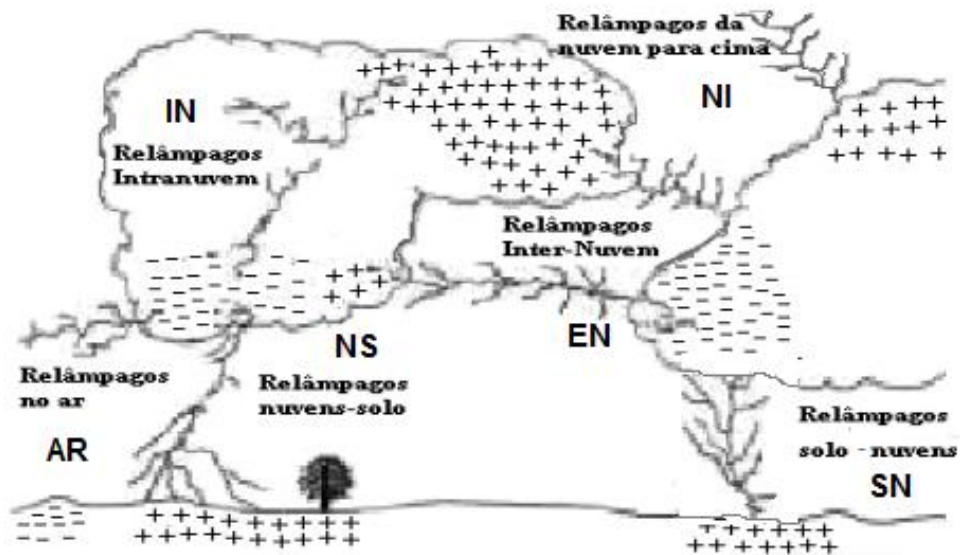 Relâmpagos da
nuvem para cima
IN
NI
Relâmpagos
Intranuvem
Relâmpagos
Inter-Nuvem
NS
EN
Relâmpagos
no ar
Relâmpagos
nuvens-solo
Relâmpagos
solo - nuvens
AR
SN